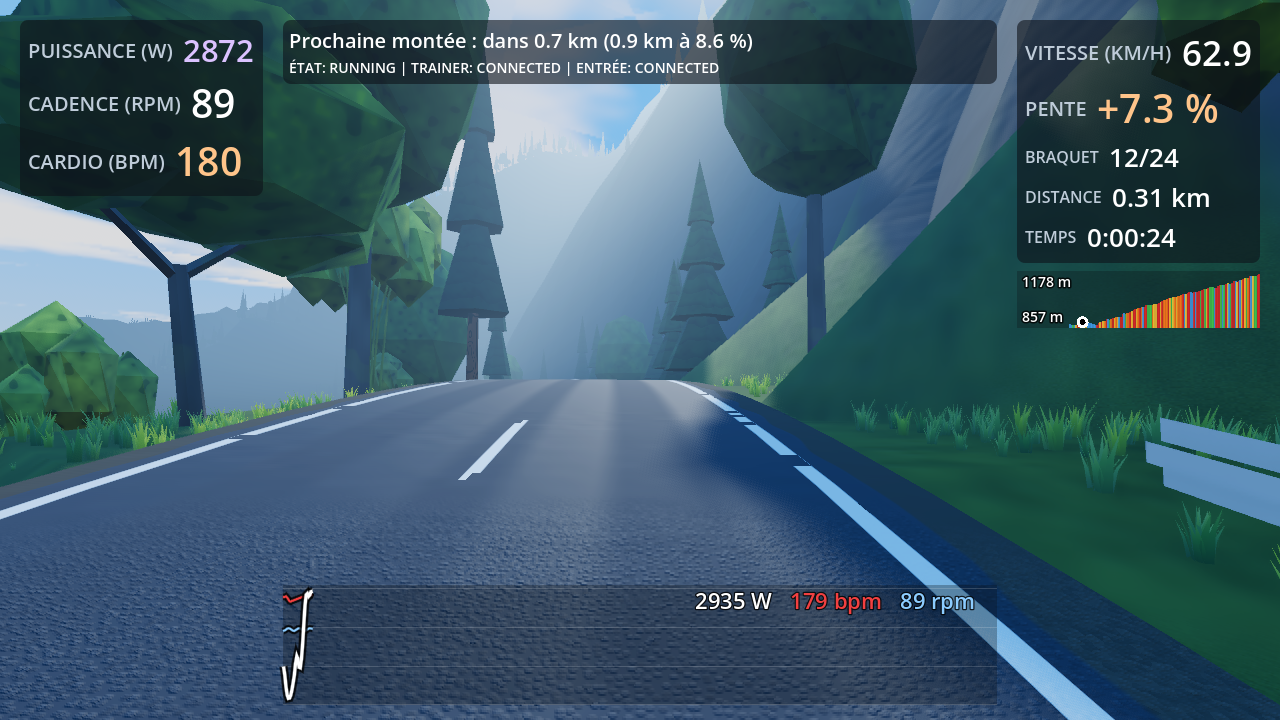 PUISSANCE (W) 2872
CADENCE (RPM) 89
CARDIO (BPM) 180
Prochaine montée : dans 0.7 km (0.9 km à 8.6 %)
ÉTAT: RUNNING | TRAINER: CONNECTED | ENTRÉE: CONNECTED
VITESSE (KM/H) 62.9
PENTE +7.3 %
BRAQUET 12/24
DISTANCE 0.31 km
TEMPS 0:00:24
1178 m
857 m
2935 W 179 bpm 89 rpm